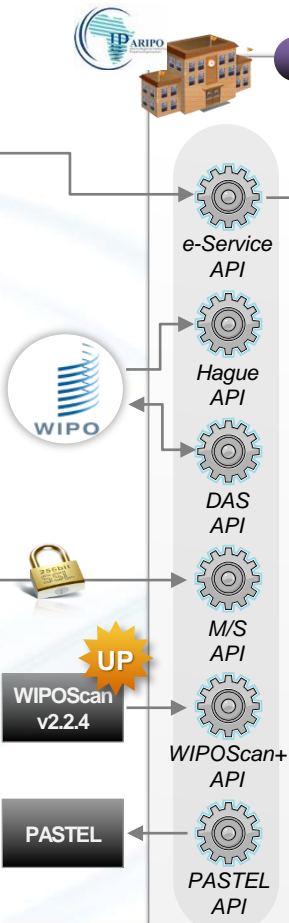 ARIPO
e-Service
API
Hague
API
WIPO
DAS
API
256bit
SSL
M/S
API
UP
WIPOScan
v2.2.4
WIPOScan+
API
PASTEL
PASTEL
API